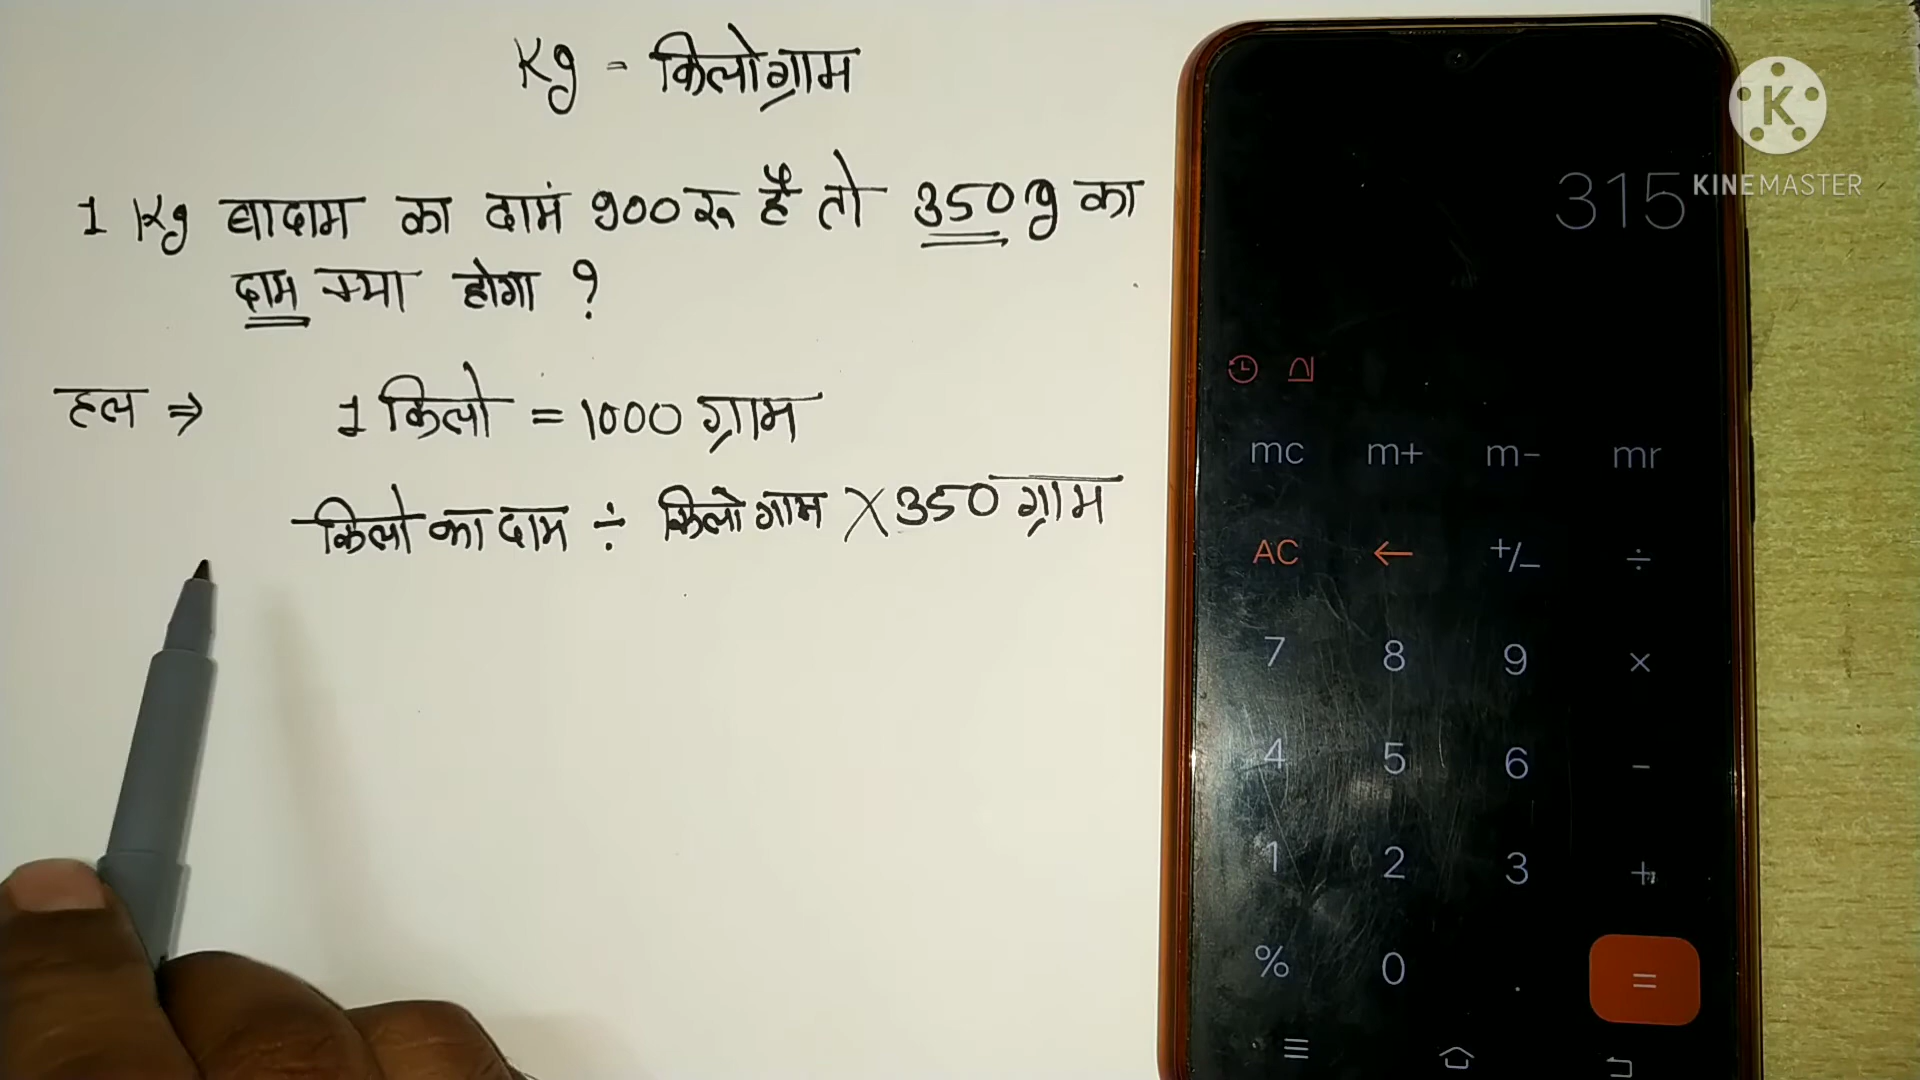 Kg - किलोग्राम
1 Kg बादाम का दाम 900 रू है तो 350g का
दाम क्या होगा ?
हल ⇒ 1 किलो = 1000 ग्राम
किलो का दाम ÷ किलो ग्राम × 350 ग्राम
K
KINEMASTER
315
mc m+ m- mr
AC ← +/- ÷
7 8 9 ×
4 5 6 -
1 2 3 +
% 0 . =